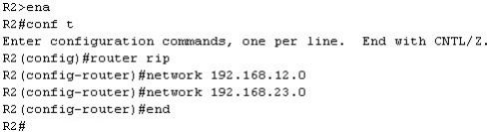 R2>ena
R2#conf t
Enter configuration commands, one per line.  End with CNTL/Z.
R2(config)#router rip
R2(config-router)#network 192.168.12.0
R2(config-router)#network 192.168.23.0
R2(config-router)#end
R2#